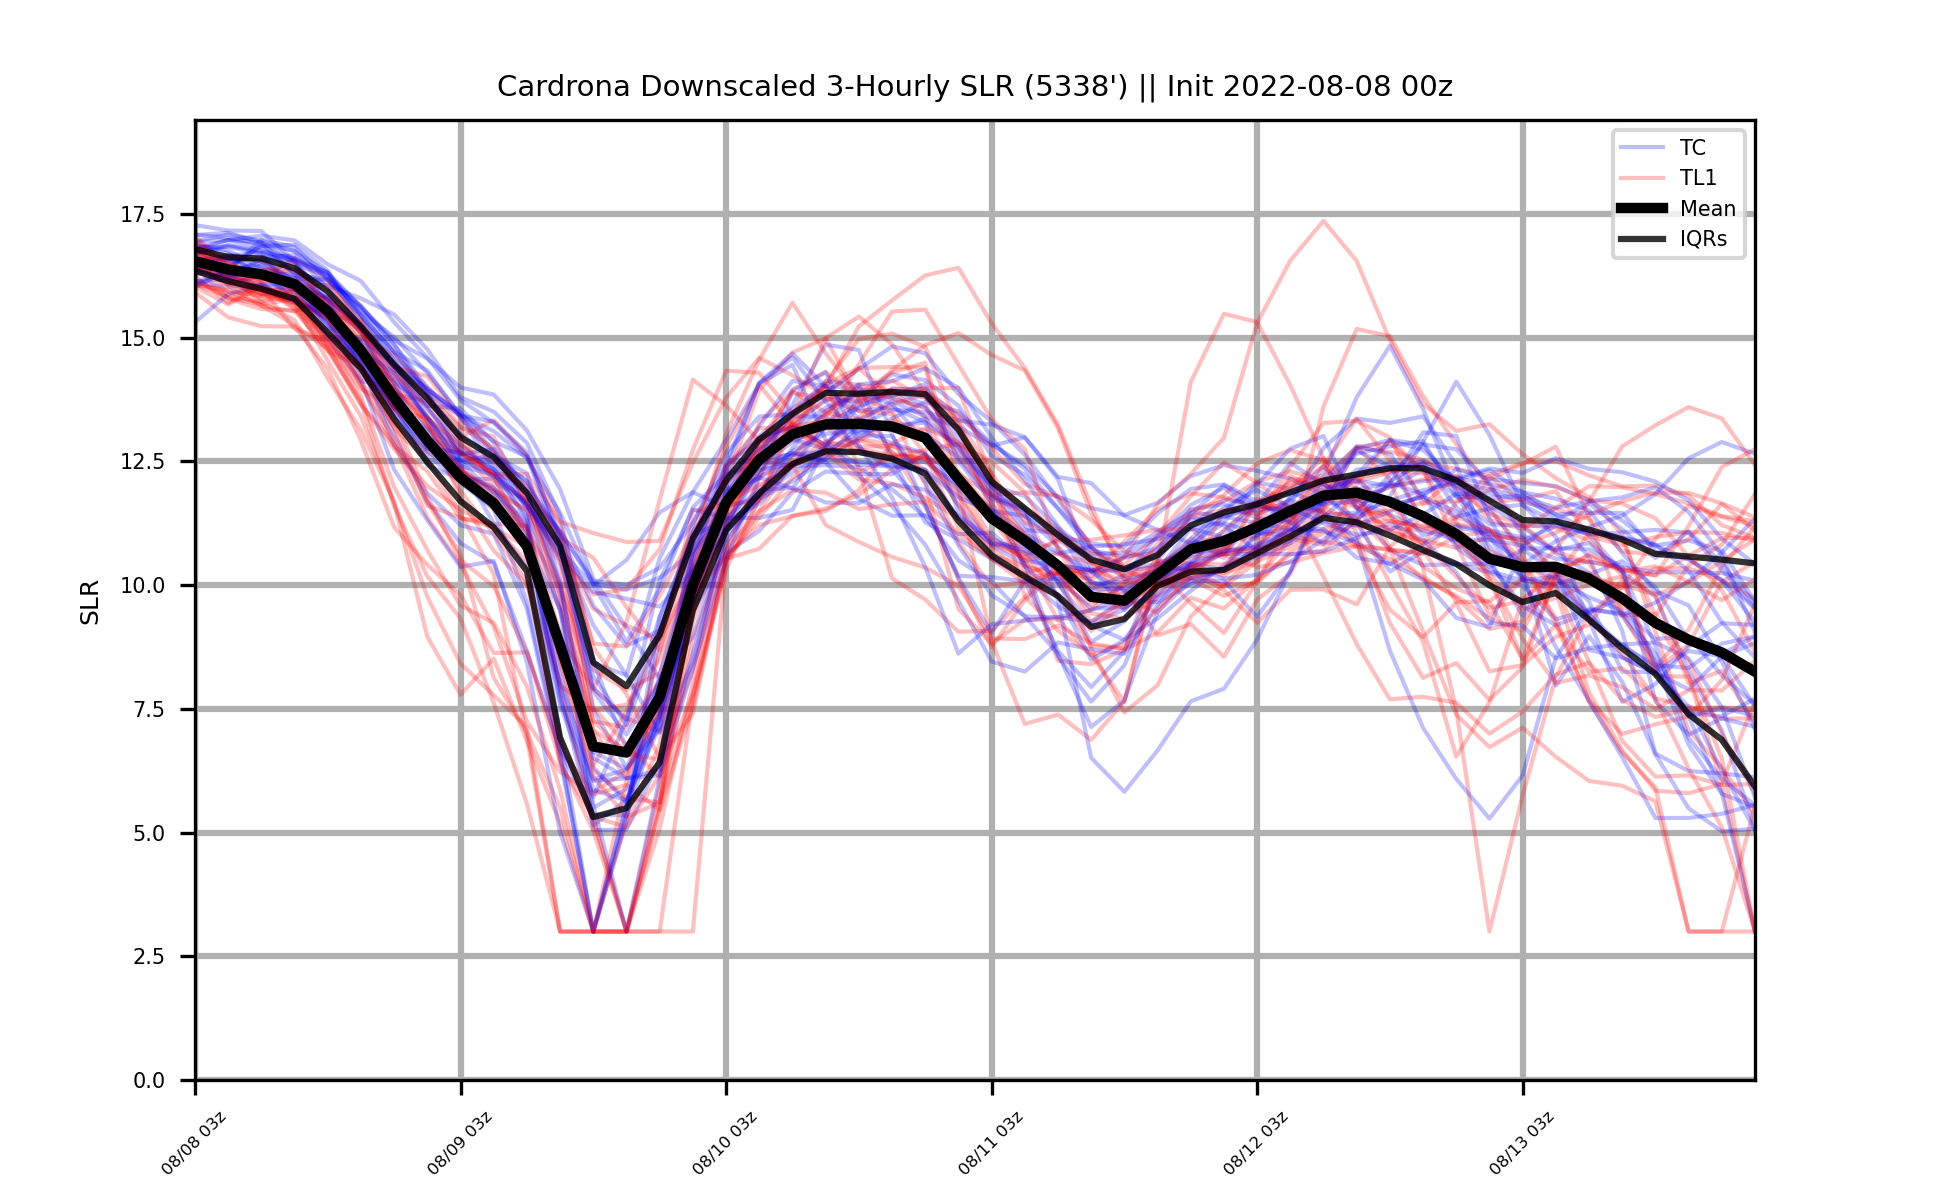 Cardrona Downscaled 3-Hourly SLR (5338') || Init 2022-08-08 00z
TC
TL1
Mean
IQRs
17.5
15.0
12.5
10.0
7.5
5.0
2.5
0.0
SLR
08/08 03z
08/09 03z
08/10 03z
08/11 03z
08/12 03z
08/13 03z